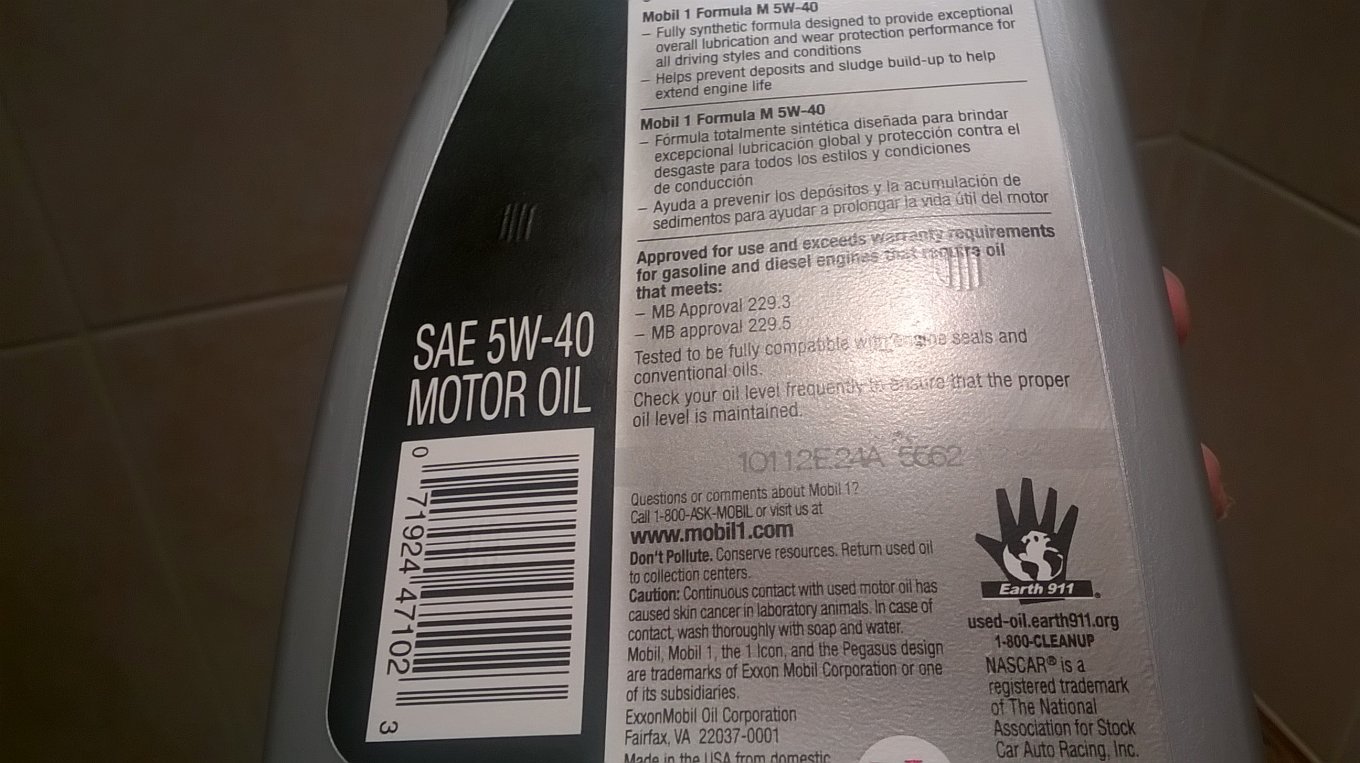 Mobil 1 Formula M 5W-40
– Fully synthetic formula designed to provide exceptional
overall lubrication and wear protection performance for
all driving styles and conditions
– Helps prevent deposits and sludge build-up to help
extend engine life
Mobil 1 Formula M 5W-40
– Fórmula totalmente sintética diseñada para brindar
excepcional lubricación global y protección contra el
desgaste para todos los estilos y condiciones
de conducción
– Ayuda a prevenir los depósitos y la acumulación de
sedimentos para ayudar a prolongar la vida útil del motor
Approved for use and exceeds warranty requirements
for gasoline and diesel engines that require oil
that meets:
– MB Approval 229.3
– MB approval 229.5
Tested to be fully compatible with engine seals and
conventional oils.
Check your oil level frequently to ensure that the proper
oil level is maintained.
SAE 5W-40
MOTOR OIL
0 71924 47102 3
10112E24A 5662
Questions or comments about Mobil 1?
Call 1-800-ASK-MOBIL or visit us at
www.mobil1.com
Don't Pollute. Conserve resources. Return used oil
to collection centers.
Caution: Continuous contact with used motor oil has
caused skin cancer in laboratory animals. In case of
contact, wash thoroughly with soap and water.
Mobil, Mobil 1, the 1 Icon, and the Pegasus design
are trademarks of Exxon Mobil Corporation or one
of its subsidiaries.
ExxonMobil Oil Corporation
Fairfax, VA 22037-0001
Made in the USA from domestic
Earth 911®
used-oil.earth911.org
1-800-CLEANUP
NASCAR® is a
registered trademark
of The National
Association for Stock
Car Auto Racing, Inc.